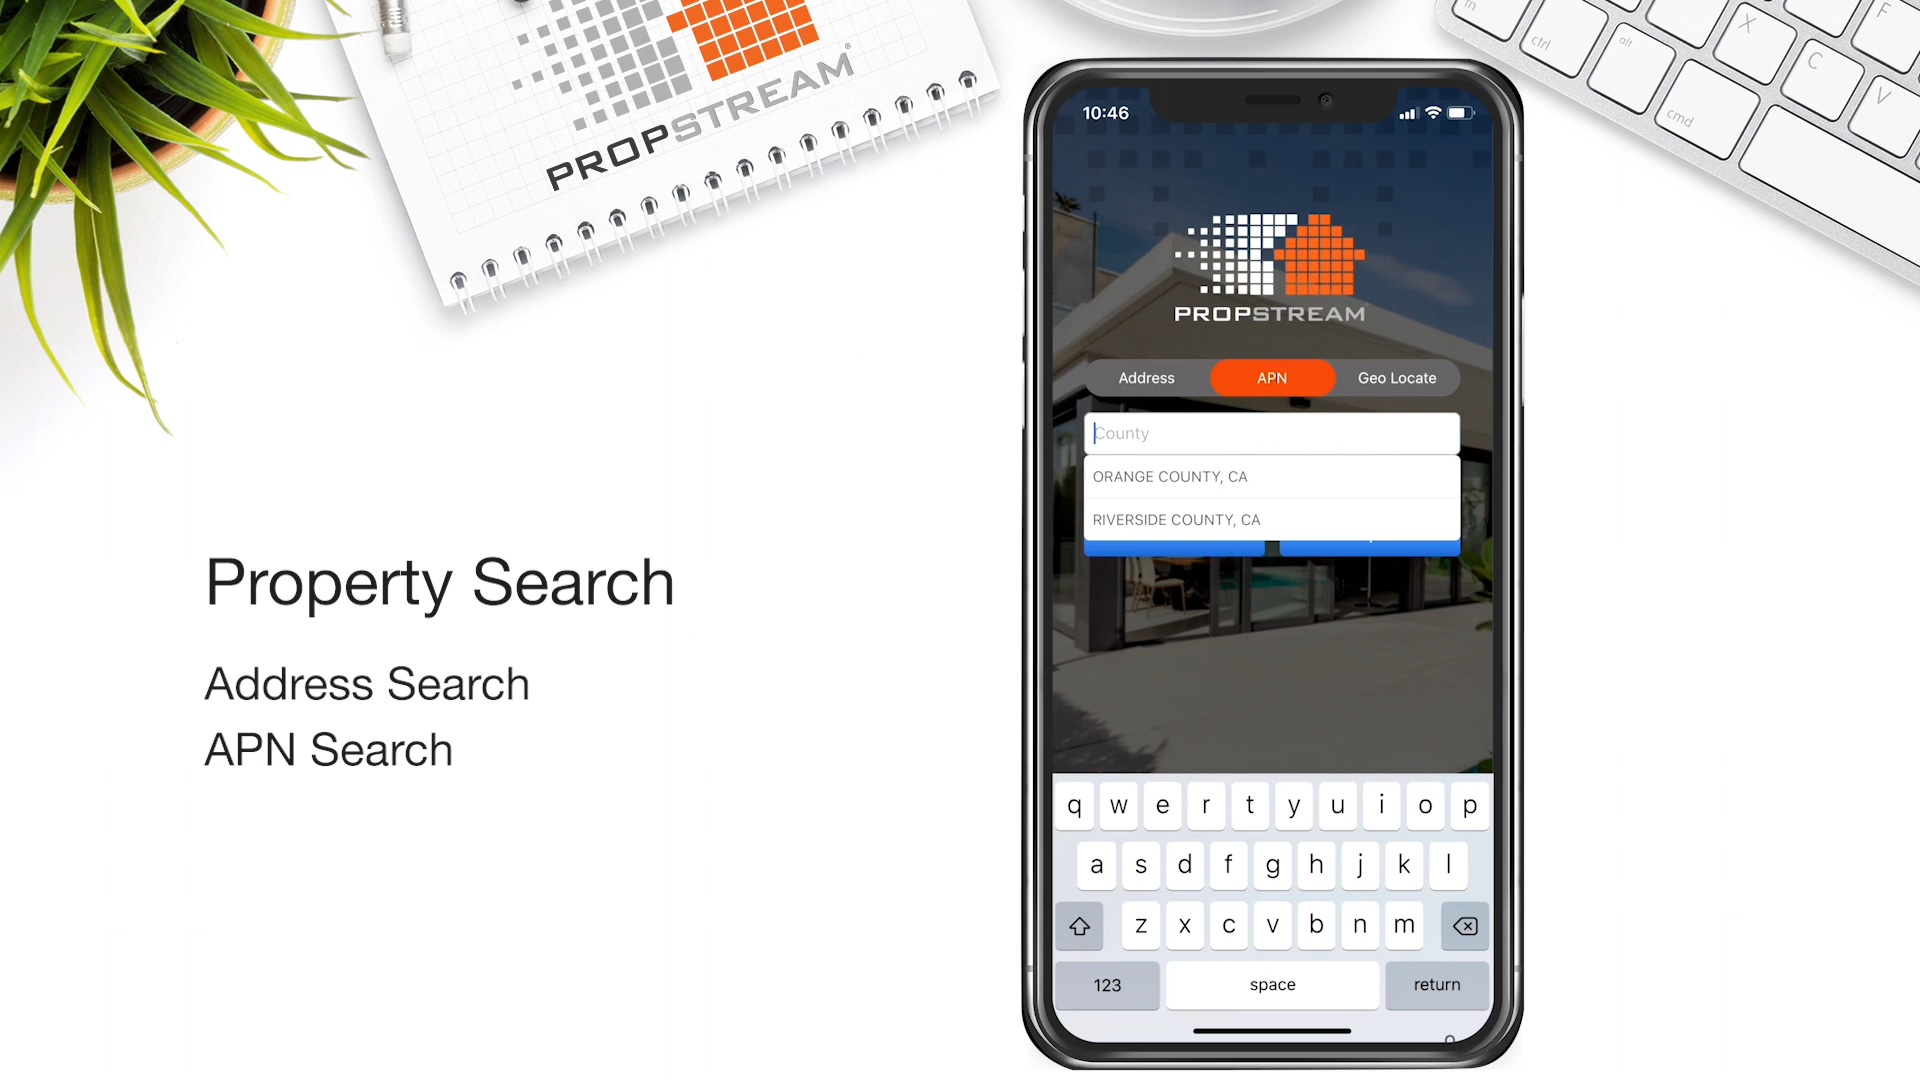 PROPSTREAM®
fn
ctrl
alt
cmd
X
C
V
F
10:46
PROPSTREAM
Address
APN
Geo Locate
County
ORANGE COUNTY, CA
RIVERSIDE COUNTY, CA
Property Search
Address Search
APN Search
q w e r t y u i o p
a s d f g h j k l
z x c v b n m
123
space
return